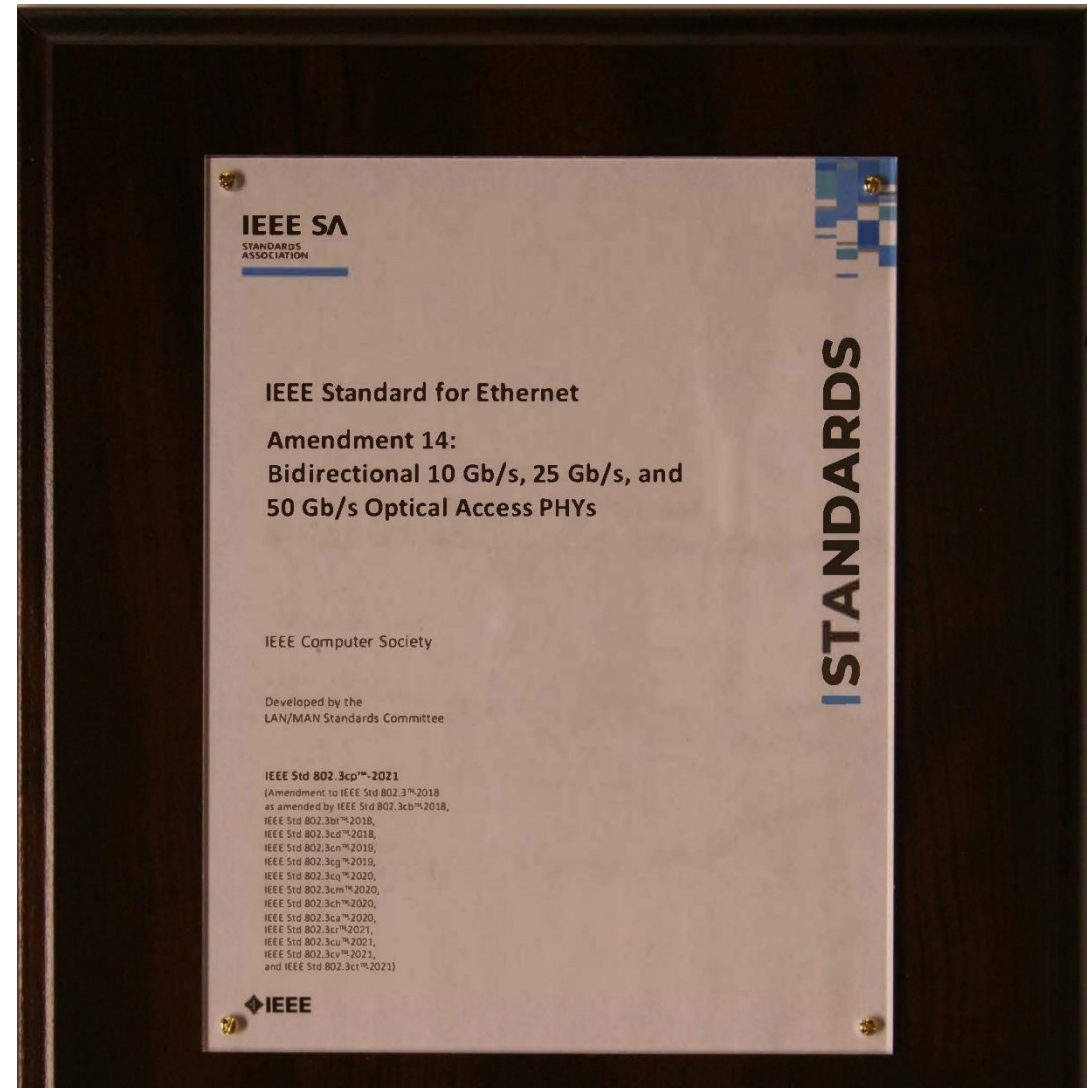 IEEE SA
STANDARDS
ASSOCIATION
STANDARDS
IEEE Standard for Ethernet
Amendment 14:
Bidirectional 10 Gb/s, 25 Gb/s, and
50 Gb/s Optical Access PHYs
IEEE Computer Society
Developed by the
LAN/MAN Standards Committee
IEEE Std 802.3cp™-2021
(Amendment to IEEE Std 802.3™-2018
as amended by IEEE Std 802.3cb™-2018,
IEEE Std 802.3bt™-2018,
IEEE Std 802.3cd™-2018,
IEEE Std 802.3cn™-2019,
IEEE Std 802.3cg™-2019,
IEEE Std 802.3cq™-2020,
IEEE Std 802.3cm™-2020,
IEEE Std 802.3ch™-2020,
IEEE Std 802.3ca™-2020,
IEEE Std 802.3cr™-2021,
IEEE Std 802.3cu™-2021,
IEEE Std 802.3cv™-2021,
and IEEE Std 802.3ct™-2021)
IEEE